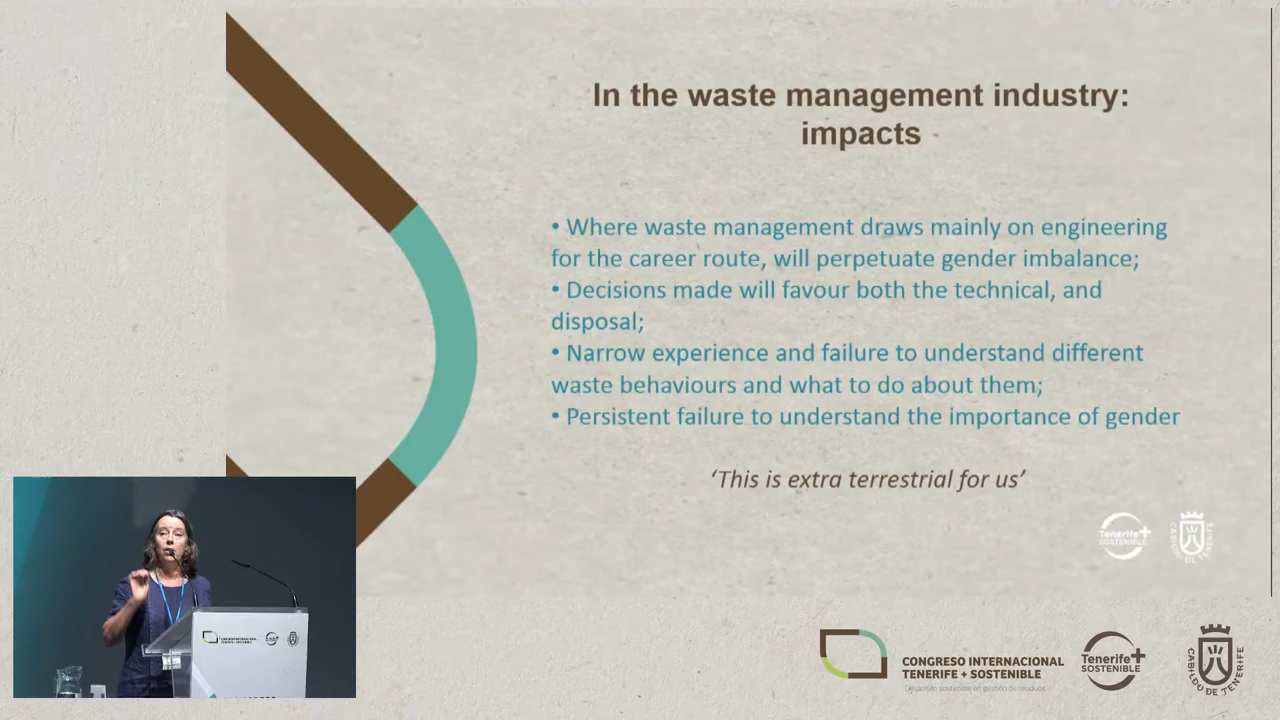 In the waste management industry:
impacts
• Where waste management draws mainly on engineering
for the career route, will perpetuate gender imbalance;
• Decisions made will favour both the technical, and
disposal;
• Narrow experience and failure to understand different
waste behaviours and what to do about them;
• Persistent failure to understand the importance of gender
‘This is extra terrestrial for us’
Tenerife+
SOSTENIBLE
CABILDO DE TENERIFE
CONGRESO INTERNACIONAL
TENERIFE + SOSTENIBLE
Desarrollo sostenible en gestión de residuos
Tenerife+
SOSTENIBLE
CABILDO DE TENERIFE